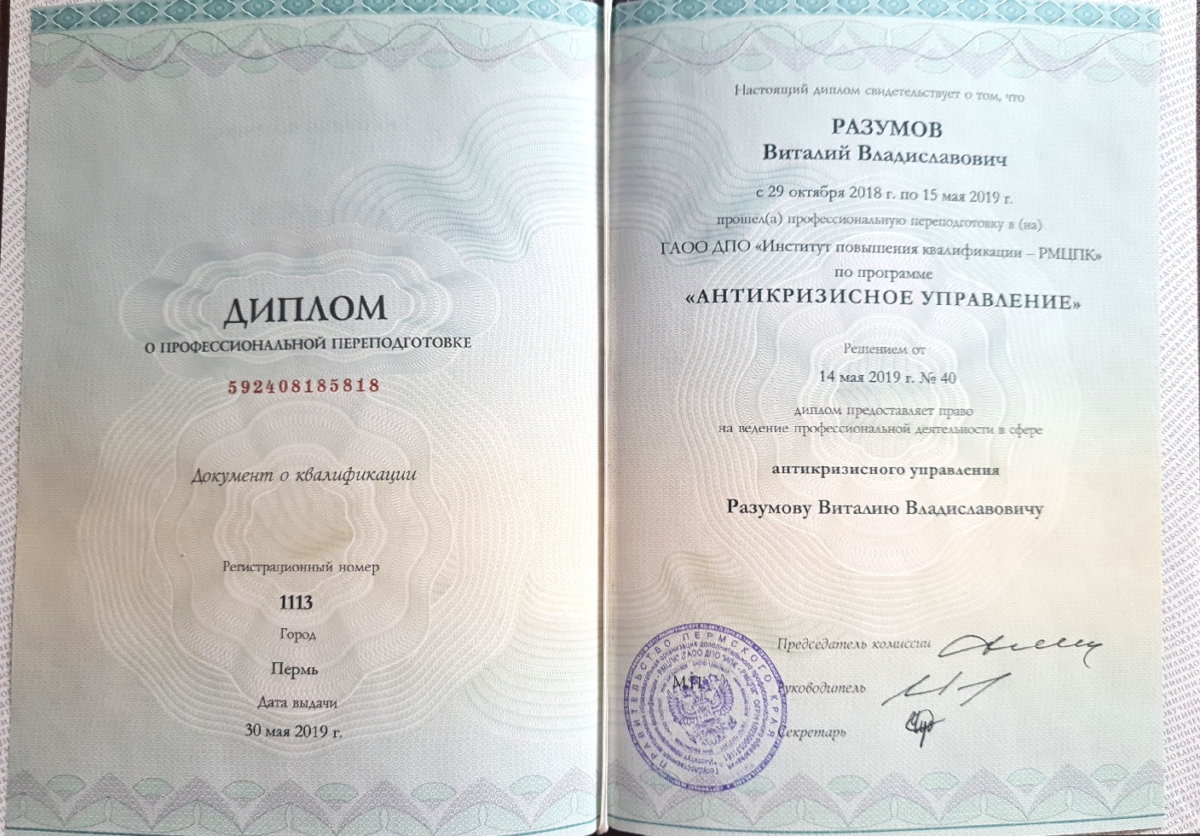 ДИПЛОМ
О ПРОФЕССИОНАЛЬНОЙ ПЕРЕПОДГОТОВКЕ
592408185818
Документ о квалификации
Регистрационный номер
1113
Город
Пермь
Дата выдачи
30 мая 2019 г.
Настоящий диплом свидетельствует о том, что
РАЗУМОВ
Виталий Владиславович
с 29 октября 2018 г. по 15 мая 2019 г.
прошел(а) профессиональную переподготовку в (на)
ГАОО ДПО «Институт повышения квалификации – РМЦПК»
по программе
«АНТИКРИЗИСНОЕ УПРАВЛЕНИЕ»
Решением от
14 мая 2019 г. № 40
диплом предоставляет право
на ведение профессиональной деятельности в сфере
антикризисного управления
Разумову Виталию Владиславовичу
Председатель комиссии
М.П.
Руководитель
Секретарь
ПРАВИТЕЛЬСТВО ПЕРМСКОГО КРАЯ